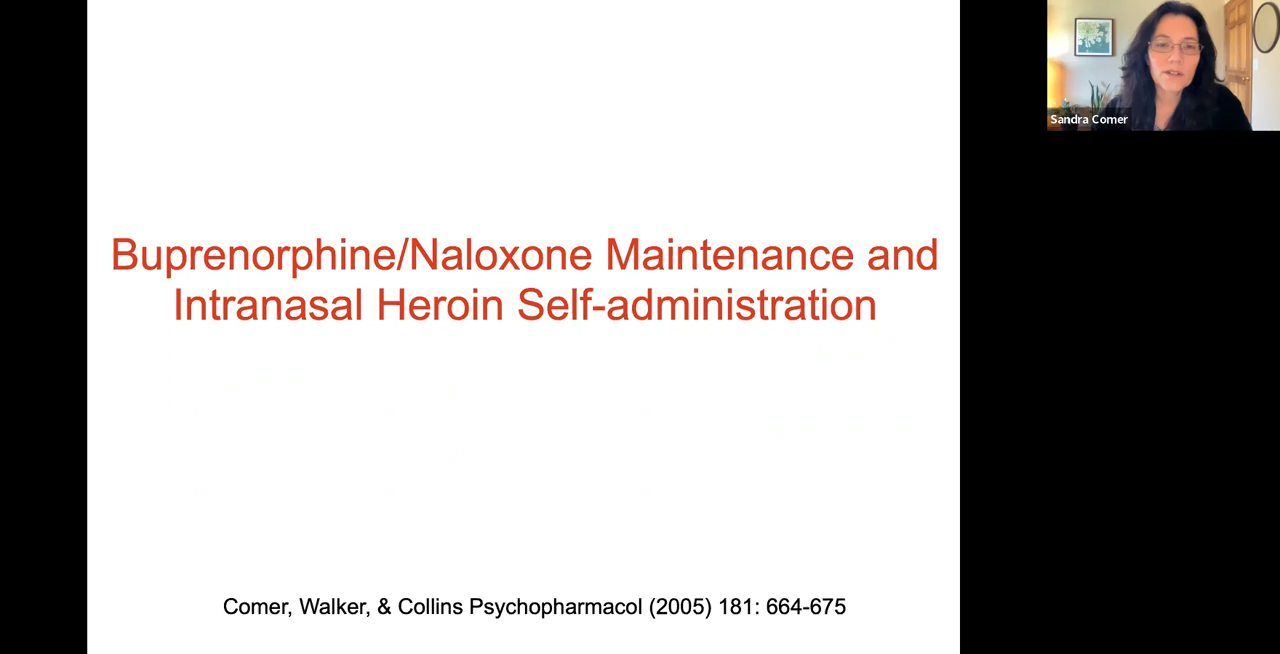 Buprenorphine/Naloxone Maintenance and
Intranasal Heroin Self-administration
Comer, Walker, & Collins Psychopharmacol (2005) 181: 664-675
Sandra Comer